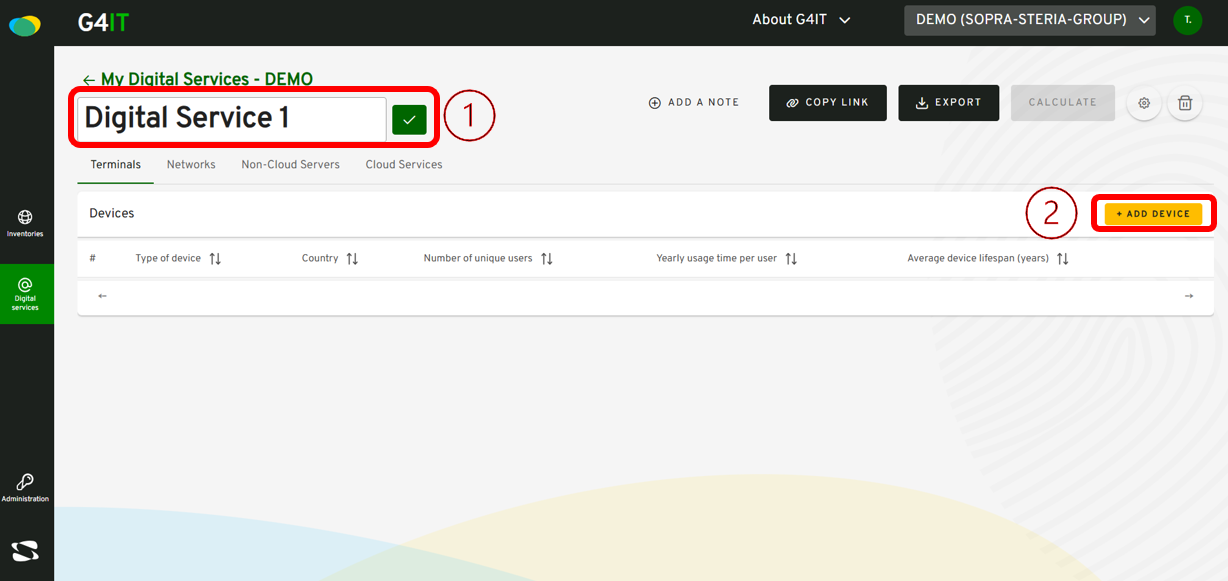 G4IT
About G4IT
DEMO (SOPRA-STERIA-GROUP)
T.
← My Digital Services - DEMO
Digital Service 1
1
ADD A NOTE
COPY LINK
EXPORT
CALCULATE
Terminals
Networks
Non-Cloud Servers
Cloud Services
Inventories
Digital
services
Administration
Devices
2
+ ADD DEVICE
#
Type of device
Country
Number of unique users
Yearly usage time per user
Average device lifespan (years)